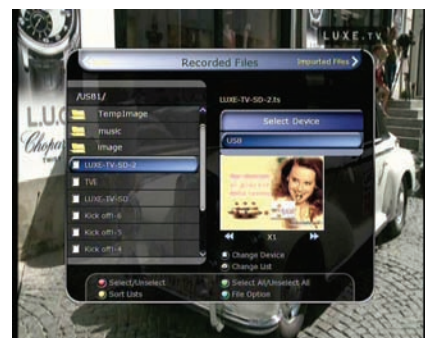 LUXE.TV
Recorded Files
Imported Files
/USB1/
TempImage
music
image
LUXE-TV-SD-2
TVE
LUXE-TV-SD
Kick off!-6
Kick off!-5
Kick off!-4
LUXE-TV-SD-2.ts
Select Device
USB
X1
Change Device
Change List
Select/Unselect
Select All/Unselect All
Sort Lists
File Option
L.U.C
Chopard